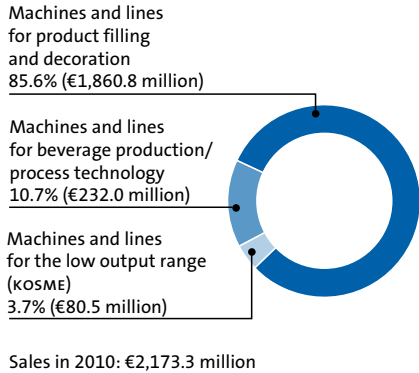 Machines and lines
for product filling
and decoration
85.6% (€1,860.8 million)
Machines and lines
for beverage production/
process technology
10.7% (€232.0 million)
Machines and lines
for the low output range
(KOSME)
3.7% (€80.5 million)
Sales in 2010: €2,173.3 million